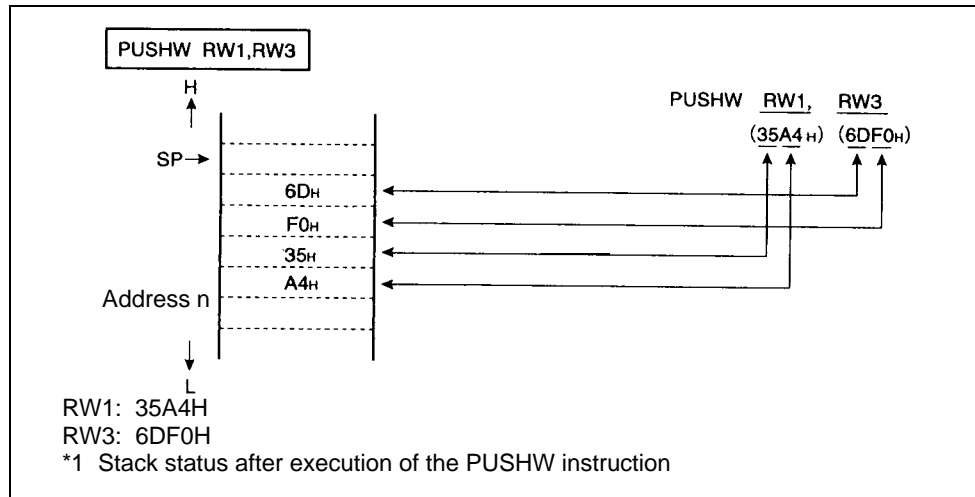 PUSHW RW1,RW3
H
PUSHW RW1, RW3
(35A4H) (6DF0H)
SP
6DH
F0H
35H
A4H
Address n
L
RW1: 35A4H
RW3: 6DF0H
*1 Stack status after execution of the PUSHW instruction